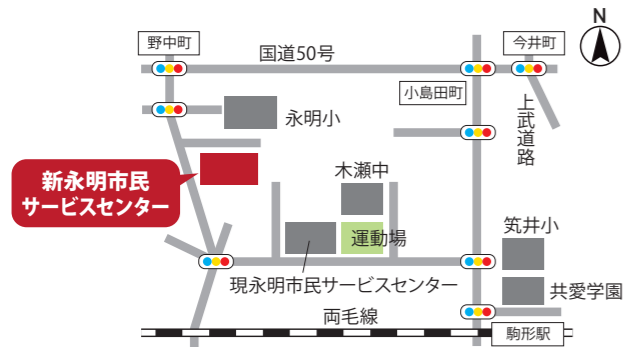 N
野中町
国道50号
今井町
小島田町
上武道路
永明小
新永明市民
サービスセンター
木瀬中
運動場
筑井小
現永明市民サービスセンター
共愛学園
両毛線
駒形駅